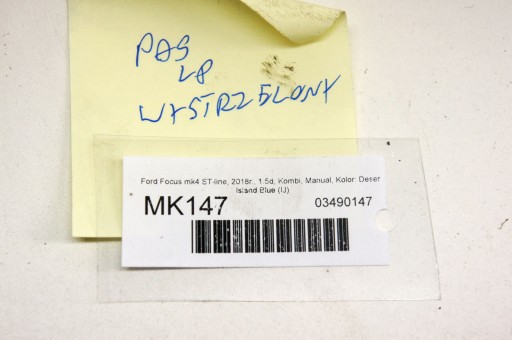 PAS
LP
WYSTRZELONY
Ford Focus mk4 ST-line, 2018r., 1.5d, Kombi, Manual, Kolor: Deser
Island Blue (IJ)
MK147
03490147